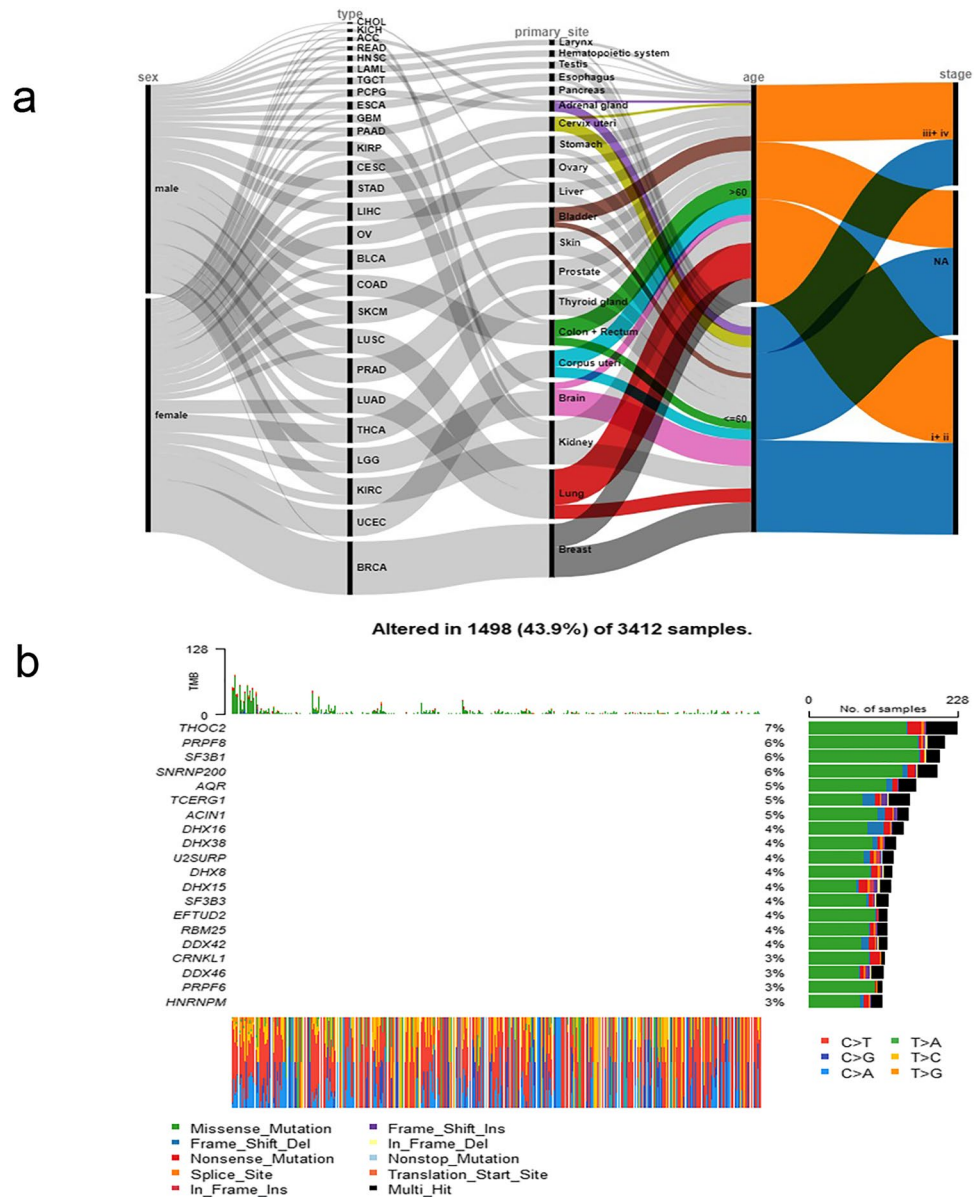 a
sex
type
primary_site
age
stage
male
female
CHOL
KICH
ACC
READ
HNSC
LAML
TGCT
PCPG
ESCA
GBM
PAAD
KIRP
CESC
STAD
LIHC
OV
BLCA
COAD
SKCM
LUSC
PRAD
LUAD
THCA
LGG
KIRC
UCEC
BRCA
Larynx
Hematopoietic system
Testis
Esophagus
Pancreas
Adrenal gland
Cervix uteri
Stomach
Ovary
Liver
Bladder
Skin
Prostate
Thyroid gland
Colon + Rectum
Corpus uteri
Brain
Kidney
Lung
Breast
>60
<=60
iii+ iv
NA
i+ ii
b
Altered in 1498 (43.9%) of 3412 samples.
128
TMB
0
0 228
No. of samples
THOC2 7%
PRPF8 6%
SF3B1 6%
SNRNP200 6%
AQR 5%
TCERG1 5%
ACIN1 5%
DHX16 4%
DHX38 4%
U2SURP 4%
DHX8 4%
DHX15 4%
SF3B3 4%
EFTUD2 4%
RBM25 4%
DDX42 4%
CRNKL1 3%
DDX46 3%
PRPF6 3%
HNRNPM 3%
C>T T>A
C>G T>C
C>A T>G
Missense_Mutation Frame_Shift_Ins
Frame_Shift_Del In_Frame_Del
Nonsense_Mutation Nonstop_Mutation
Splice_Site Translation_Start_Site
In_Frame_Ins Multi_Hit